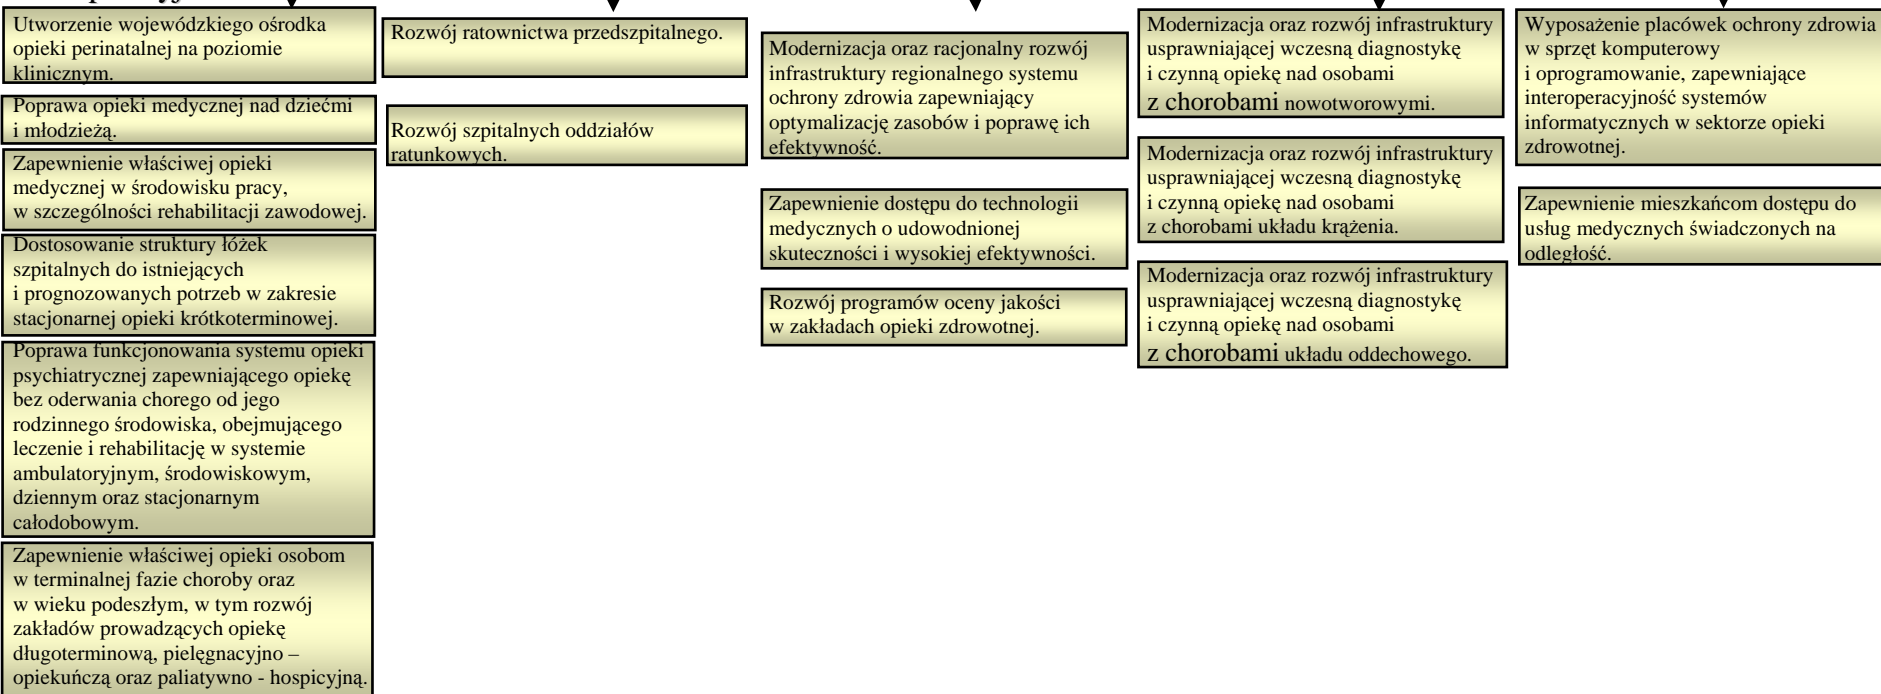 Utworzenie wojewódzkiego ośrodka
opieki perinatalnej na poziomie
klinicznym.
Poprawa opieki medycznej nad dziećmi
i młodzieżą.
Zapewnienie właściwej opieki
medycznej w środowisku pracy,
w szczególności rehabilitacji zawodowej.
Dostosowanie struktury łóżek
szpitalnych do istniejących
i prognozowanych potrzeb w zakresie
stacjonarnej opieki krótkoterminowej.
Poprawa funkcjonowania systemu opieki
psychiatrycznej zapewniającego opiekę
bez oderwania chorego od jego
rodzinnego środowiska, obejmującego
leczenie i rehabilitację w systemie
ambulatoryjnym, środowiskowym,
dziennym oraz stacjonarnym
całodobowym.
Zapewnienie właściwej opieki osobom
w terminalnej fazie choroby oraz
w wieku podeszłym, w tym rozwój
zakładów prowadzących opiekę
długoterminową, pielęgnacyjno –
opiekuńczą oraz paliatywno - hospicyjną.
Rozwój ratownictwa przedszpitalnego.
Rozwój szpitalnych oddziałów
ratunkowych.
Modernizacja oraz racjonalny rozwój
infrastruktury regionalnego systemu
ochrony zdrowia zapewniający
optymalizację zasobów i poprawę ich
efektywność.
Zapewnienie dostępu do technologii
medycznych o udowodnionej
skuteczności i wysokiej efektywności.
Rozwój programów oceny jakości
w zakładach opieki zdrowotnej.
Modernizacja oraz rozwój infrastruktury
usprawniającej wczesną diagnostykę
i czynną opiekę nad osobami
z chorobami nowotworowymi.
Modernizacja oraz rozwój infrastruktury
usprawniającej wczesną diagnostykę
i czynną opiekę nad osobami
z chorobami układu krążenia.
Modernizacja oraz rozwój infrastruktury
usprawniającej wczesną diagnostykę
i czynną opiekę nad osobami
z chorobami układu oddechowego.
Wyposażenie placówek ochrony zdrowia
w sprzęt komputerowy
i oprogramowanie, zapewniające
interoperacyjność systemów
informatycznych w sektorze opieki
zdrowotnej.
Zapewnienie mieszkańcom dostępu do
usług medycznych świadczonych na
odległość.